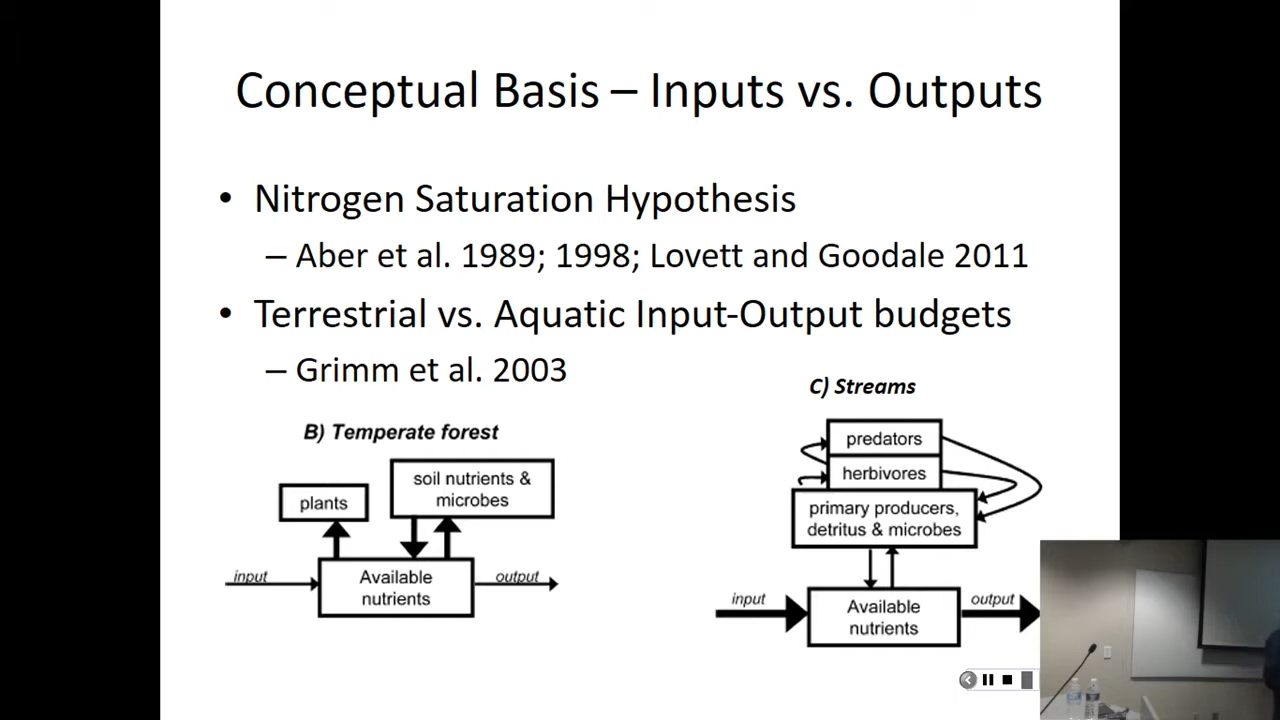 Conceptual Basis – Inputs vs. Outputs
• Nitrogen Saturation Hypothesis
– Aber et al. 1989; 1998; Lovett and Goodale 2011
• Terrestrial vs. Aquatic Input-Output budgets
– Grimm et al. 2003
B) Temperate forest
plants
soil nutrients &
microbes
input
Available
nutrients
output
C) Streams
predators
herbivores
primary producers,
detritus & microbes
input
Available
nutrients
output